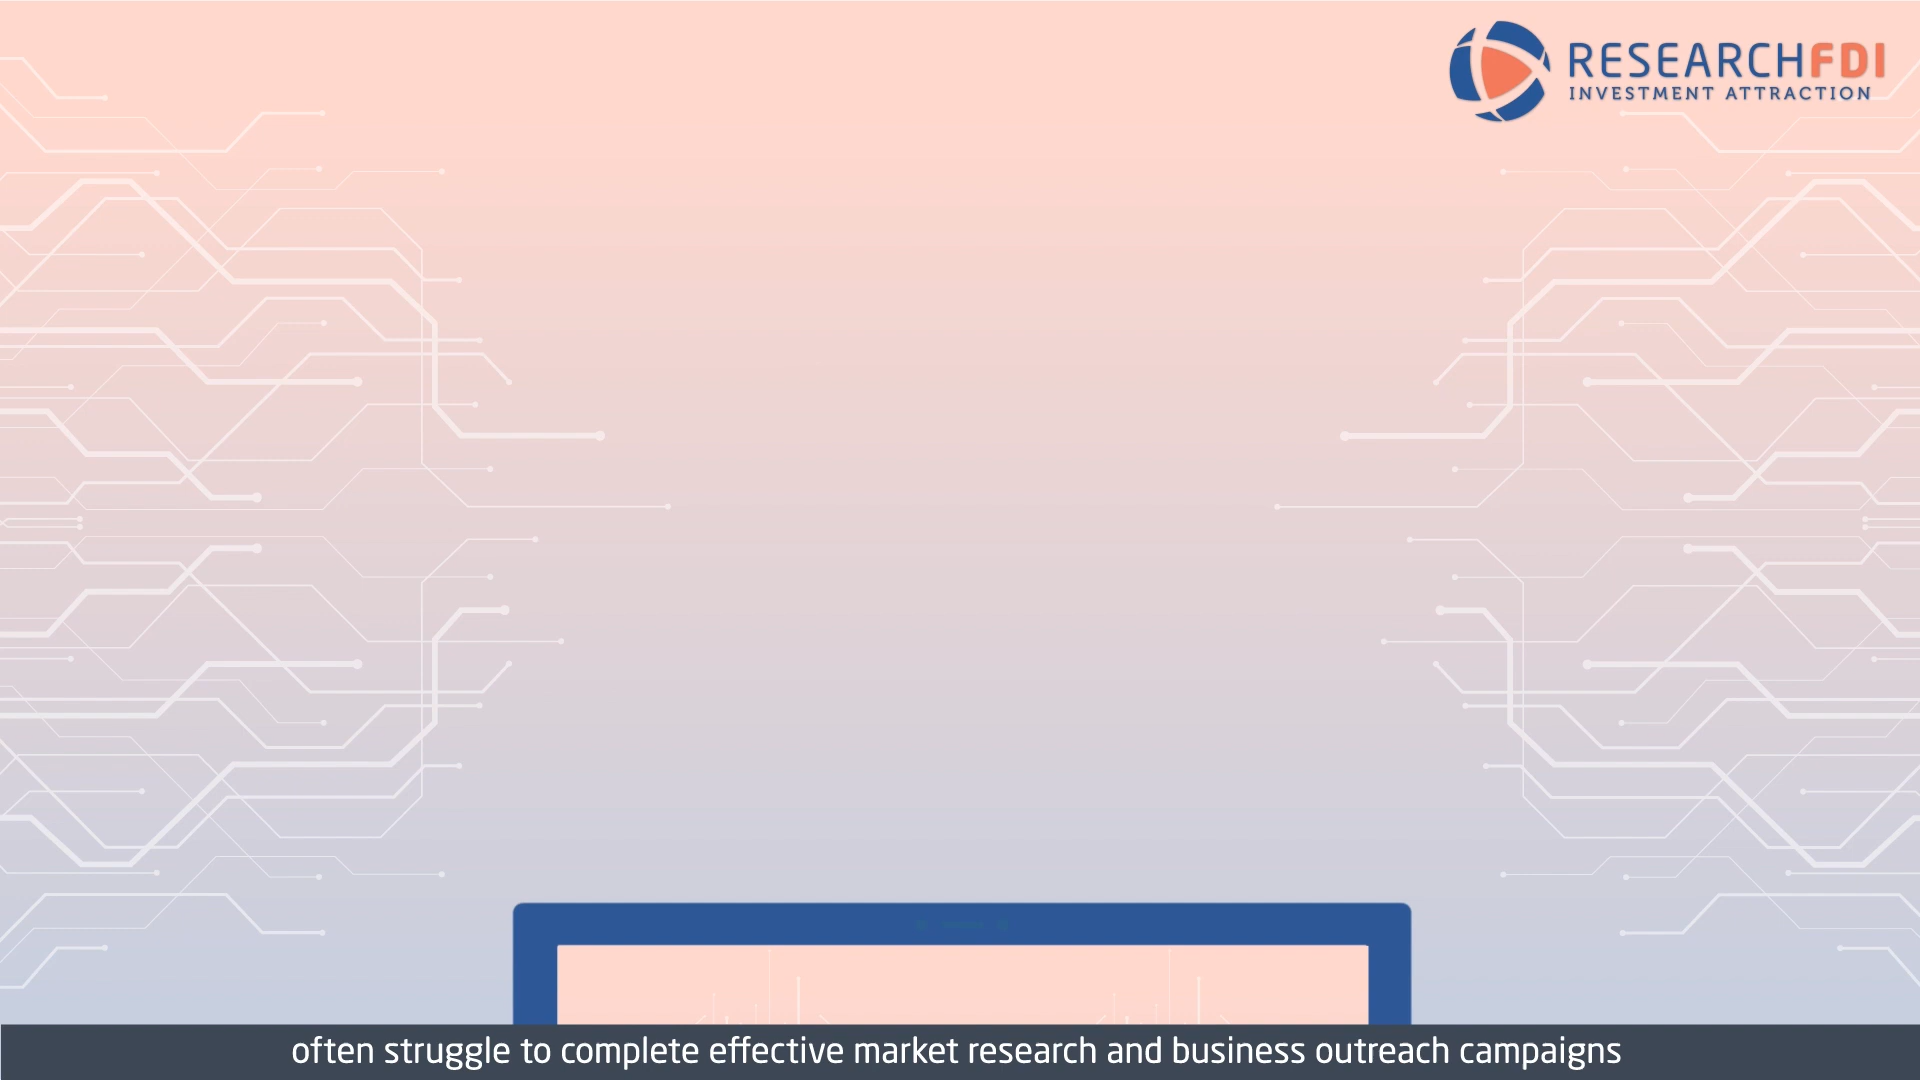 RESEARCHFDI
INVESTMENT ATTRACTION
often struggle to complete effective market research and business outreach campaigns